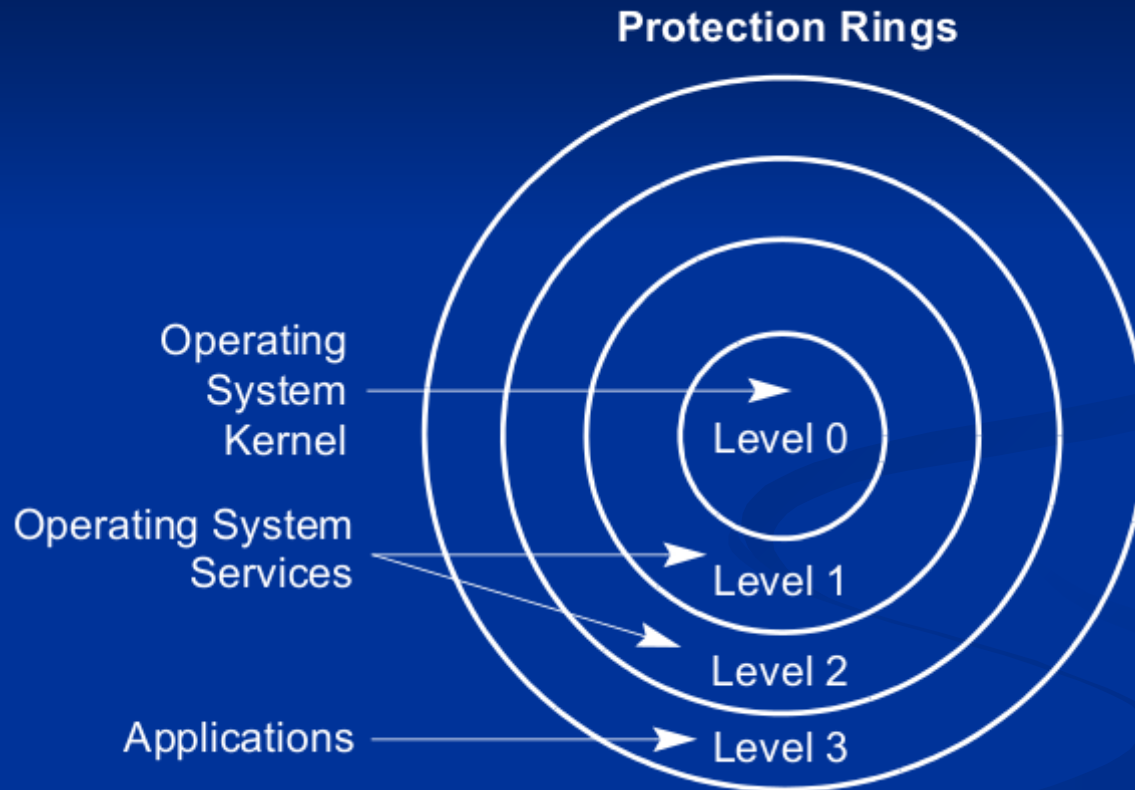 Protection Rings
Operating
System
Kernel
Level 0
Operating System
Services
Level 1
Level 2
Applications
Level 3